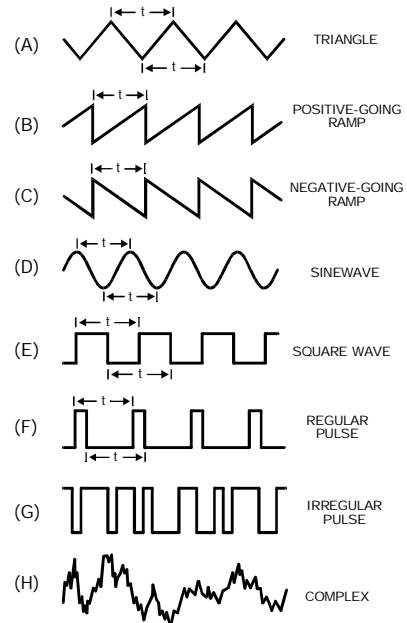 t
(A) TRIANGLE
t
t
(B) POSITIVE-GOING
RAMP
t
(C) NEGATIVE-GOING
RAMP
t
(D) SINEWAVE
t
t
(E) SQUARE WAVE
t
t
(F) REGULAR
PULSE
t
(G) IRREGULAR
PULSE
(H) COMPLEX